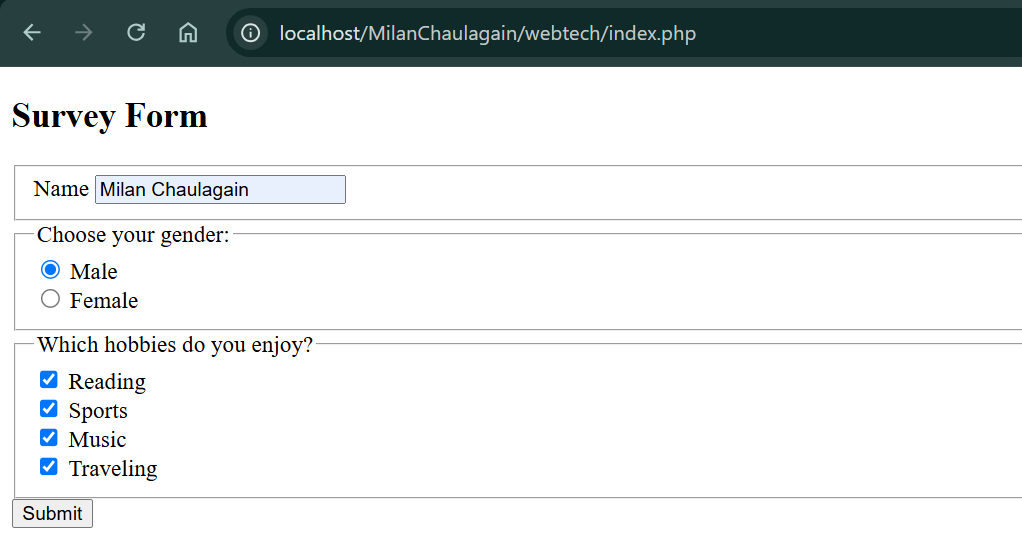 localhost/MilanChaulagain/webtech/index.php
Survey Form
Name Milan Chaulagain
Choose your gender:
Male
Female
Which hobbies do you enjoy?
Reading
Sports
Music
Traveling
Submit